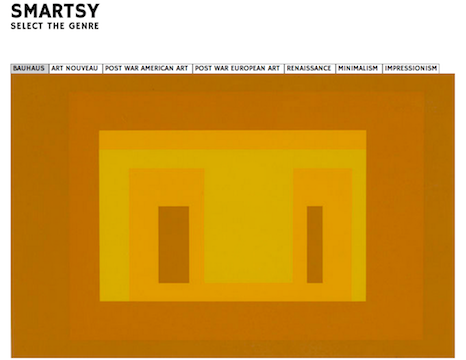 SMARTSY
SELECT THE GENRE
BAUHAUS ART NOUVEAU POST WAR AMERICAN ART POST WAR EUROPEAN ART RENAISSANCE MINIMALISM IMPRESSIONISM